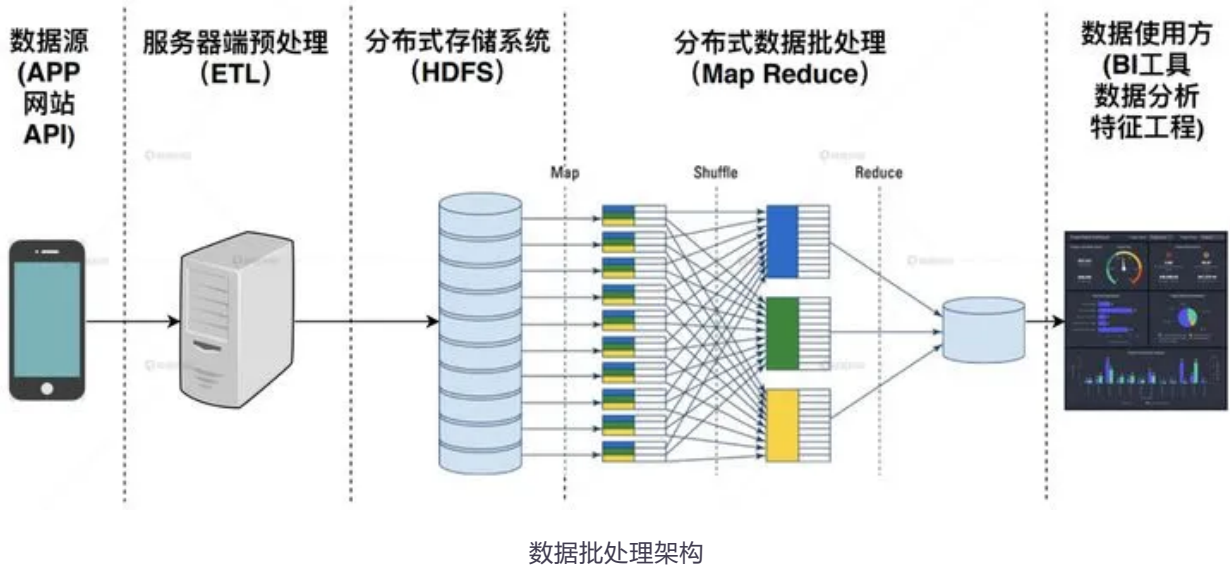 数据源
(APP
网站
API)
服务器端预处理
（ETL）
分布式存储系统
（HDFS）
分布式数据批处理
（Map Reduce）
数据使用方
(BI工具
数据分析
特征工程)
Map
Shuffle
Reduce
数据批处理架构